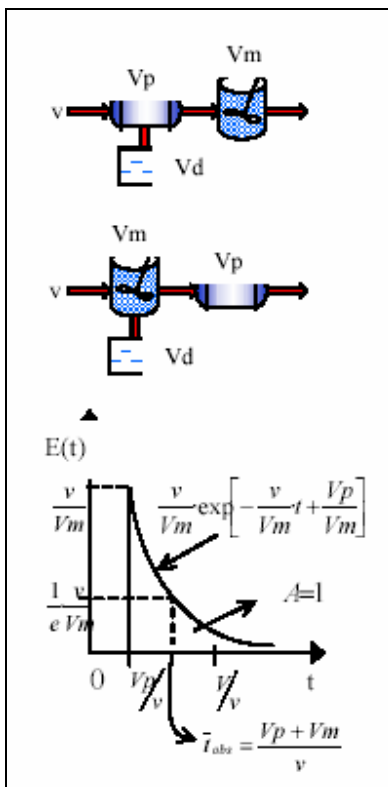 Vp
Vm
v
Vd
Vm
Vp
v
Vd
E(t)
v/Vm
v/Vm·exp[-v/Vm·t+Vp/Vm]
1/e v/Vm
A=1
0
Vp/v
V/v
t
t̄obs = Vp+Vm/v